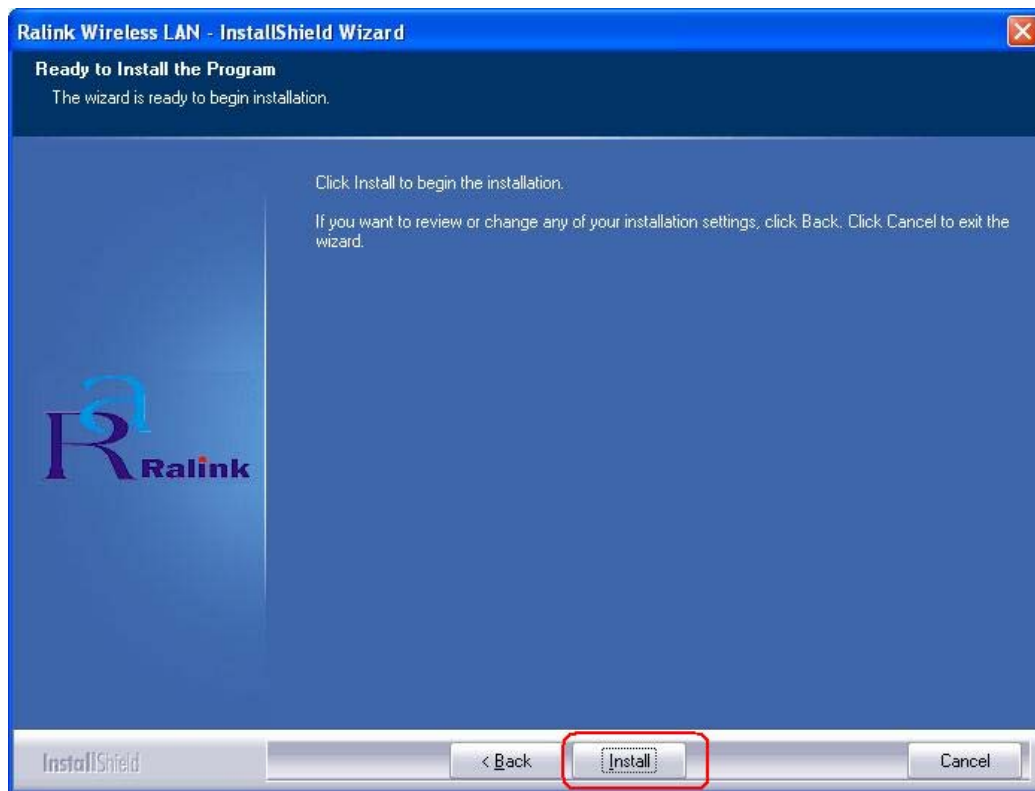 Ralink Wireless LAN - InstallShield Wizard
Ready to Install the Program
The wizard is ready to begin installation.
Click Install to begin the installation.
If you want to review or change any of your installation settings, click Back. Click Cancel to exit the
wizard.
Ra
Ralink
InstallShield
< Back
Install
Cancel